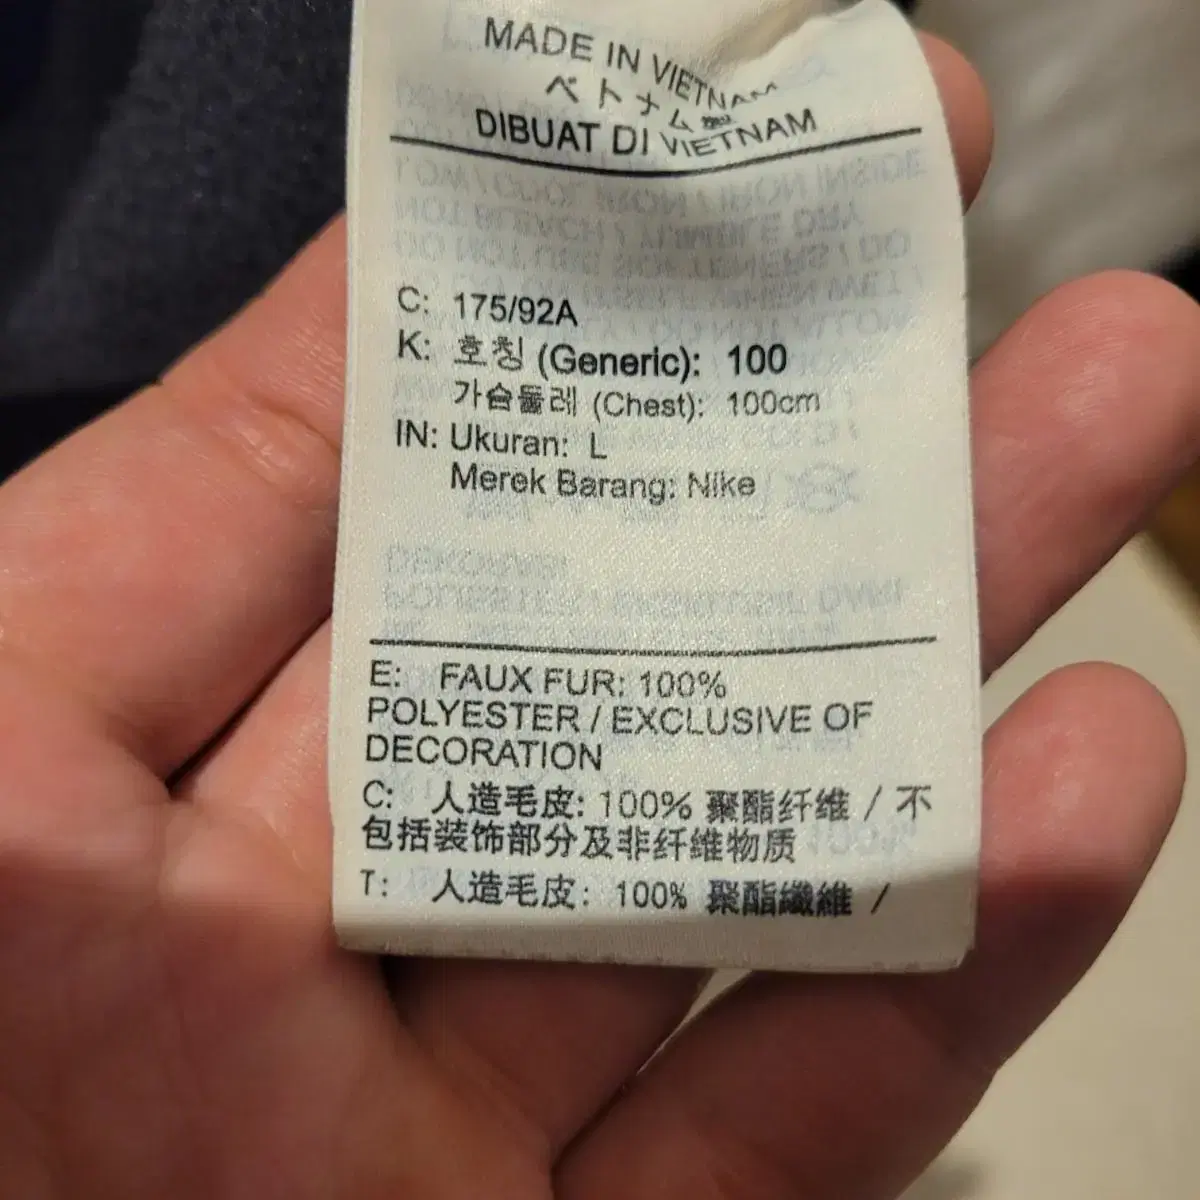 MADE IN VIETNAM
ベトナム製
DIBUAT DI VIETNAM
C: 175/92A
K: 호칭 (Generic): 100
가슴둘레 (Chest): 100cm
IN: Ukuran: L
Merek Barang: Nike
E: FAUX FUR: 100%
POLYESTER / EXCLUSIVE OF
DECORATION
C: 人造毛皮: 100% 聚酯纤维 / 不
包括装饰部分及非纤维物质
T: 人造毛皮: 100% 聚酯纖維 /